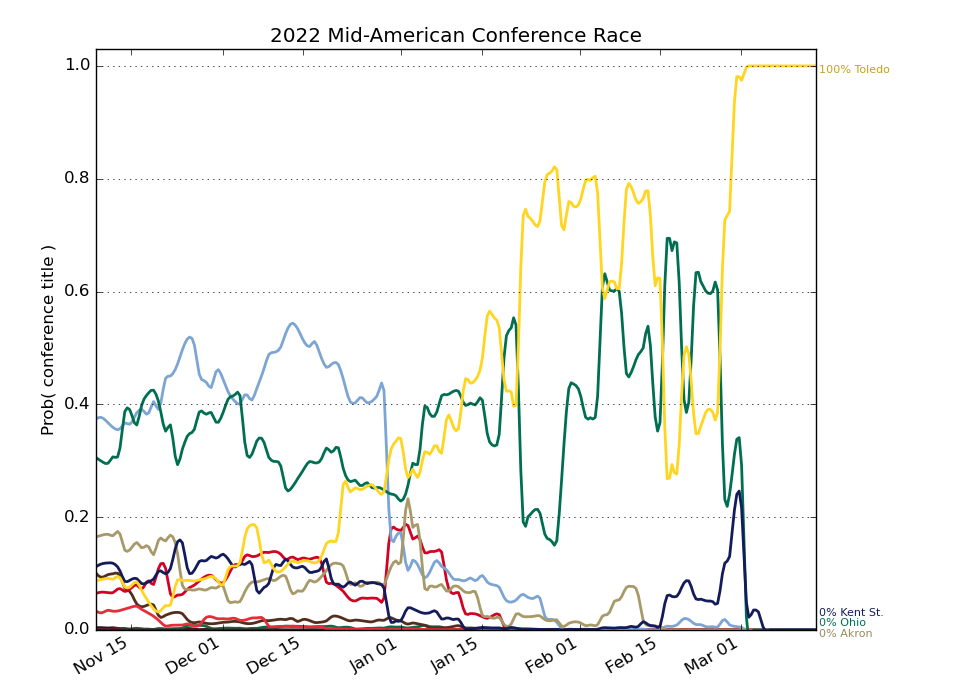 2022 Mid-American Conference Race
Prob( conference title )
1.0
0.8
0.6
0.4
0.2
0.0
Nov 15
Dec 01
Dec 15
Jan 01
Jan 15
Feb 01
Feb 15
Mar 01
100% Toledo
0% Kent St.
0% Ohio
0% Akron